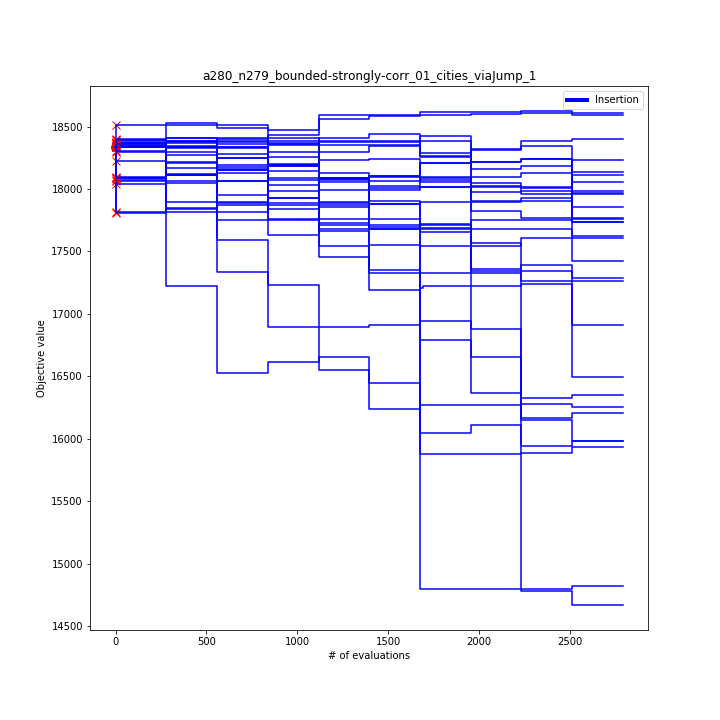 a280_n279_bounded-strongly-corr_01_cities_viaJump_1
Insertion
18500
18000
17500
17000
16500
16000
15500
15000
14500
Objective value
0 500 1000 1500 2000 2500
# of evaluations